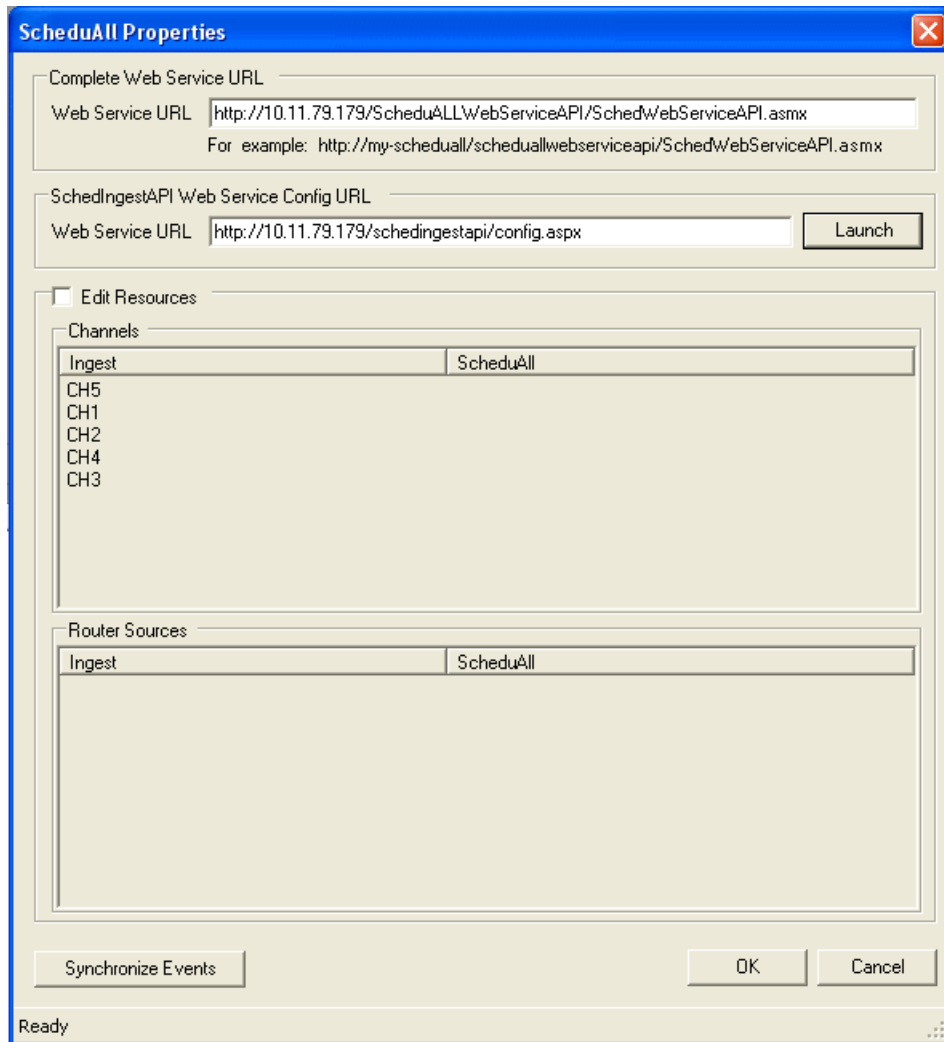 ScheduAll Properties
Complete Web Service URL
Web Service URL http://10.11.79.179/ScheduALLWebServiceAPI/SchedWebServiceAPI.asmx
For example: http://my-scheduall/scheduallwebserviceapi/SchedWebServiceAPI.asmx
SchedIngestAPI Web Service Config URL
Web Service URL http://10.11.79.179/schedingestapi/config.aspx Launch
Edit Resources
Channels
Ingest ScheduAll
CH5
CH1
CH2
CH4
CH3
Router Sources
Ingest ScheduAll
Synchronize Events OK Cancel
Ready